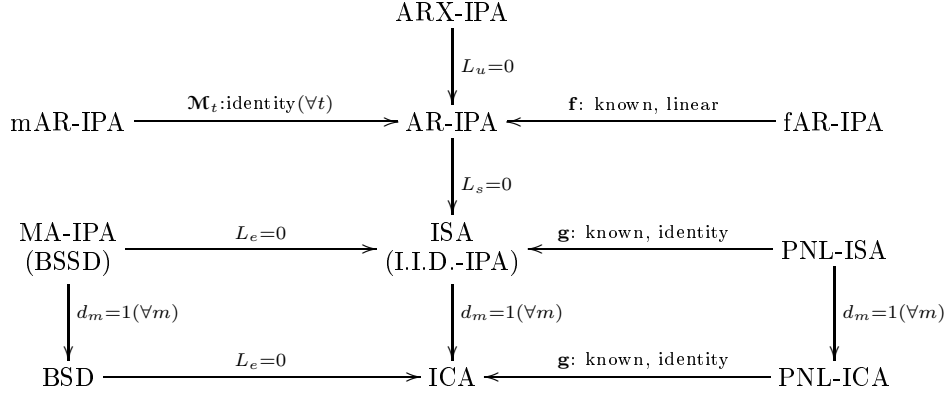 ARX-IPA
L_u=0
mAR-IPA
𝔐_t:identity(∀t)
AR-IPA
f: known, linear
fAR-IPA
L_s=0
MA-IPA
(BSSD)
L_e=0
ISA
(I.I.D.-IPA)
g: known, identity
PNL-ISA
d_m=1(∀m)
d_m=1(∀m)
d_m=1(∀m)
BSD
L_e=0
ICA
g: known, identity
PNL-ICA